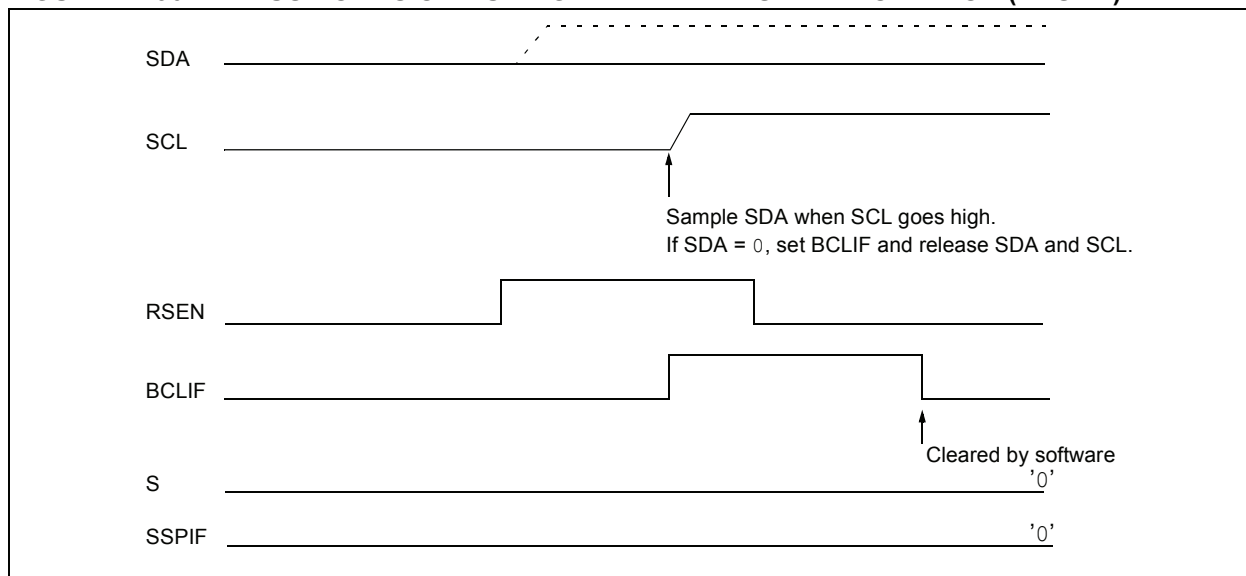 SDA
SCL
Sample SDA when SCL goes high.
If SDA = 0, set BCLIF and release SDA and SCL.
RSEN
BCLIF
Cleared by software
S
'0'
SSPIF
'0'